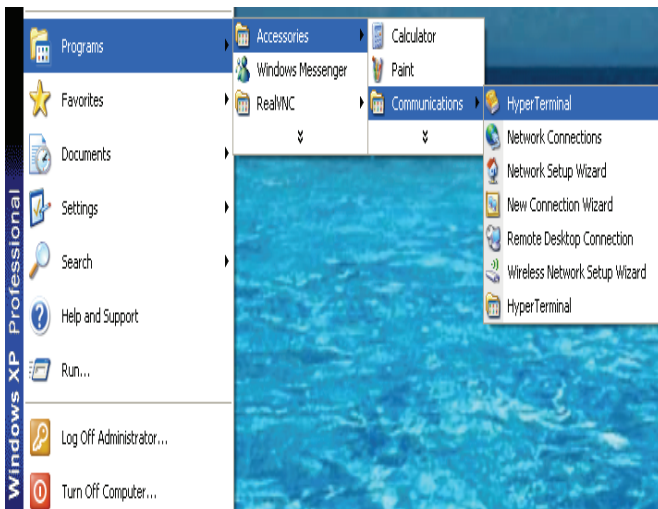 Programs
Favorites
Documents
Settings
Search
Help and Support
Run...
Log Off Administrator...
Turn Off Computer...
Windows XP Professional
Accessories
Windows Messenger
RealVNC
Calculator
Paint
Communications
HyperTerminal
Network Connections
Network Setup Wizard
New Connection Wizard
Remote Desktop Connection
Wireless Network Setup Wizard
HyperTerminal